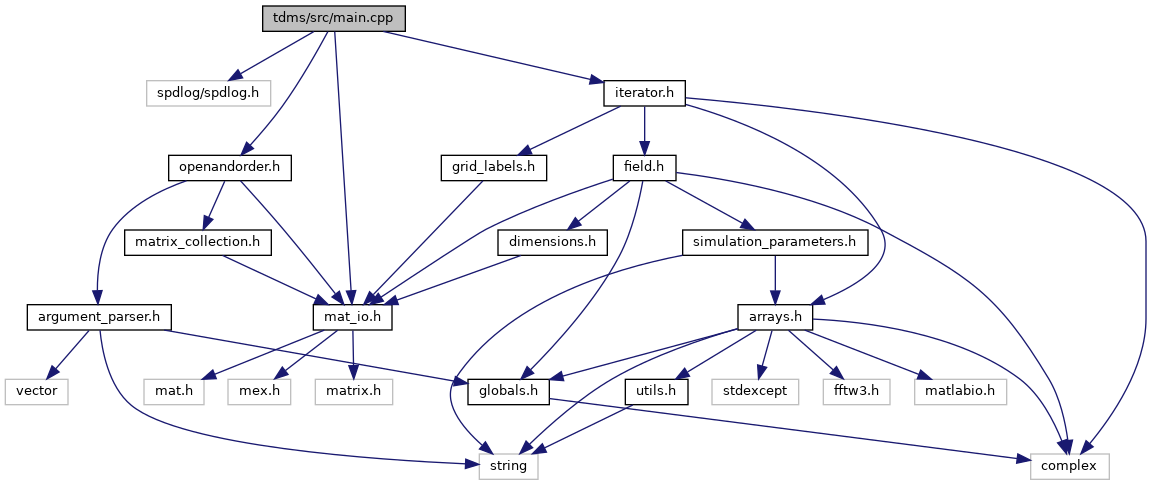 tdms/src/main.cpp
spdlog/spdlog.h
iterator.h
openandorder.h
grid_labels.h
field.h
matrix_collection.h
dimensions.h
simulation_parameters.h
argument_parser.h
mat_io.h
arrays.h
vector
mat.h
mex.h
matrix.h
globals.h
utils.h
stdexcept
fftw3.h
matlabio.h
string
complex